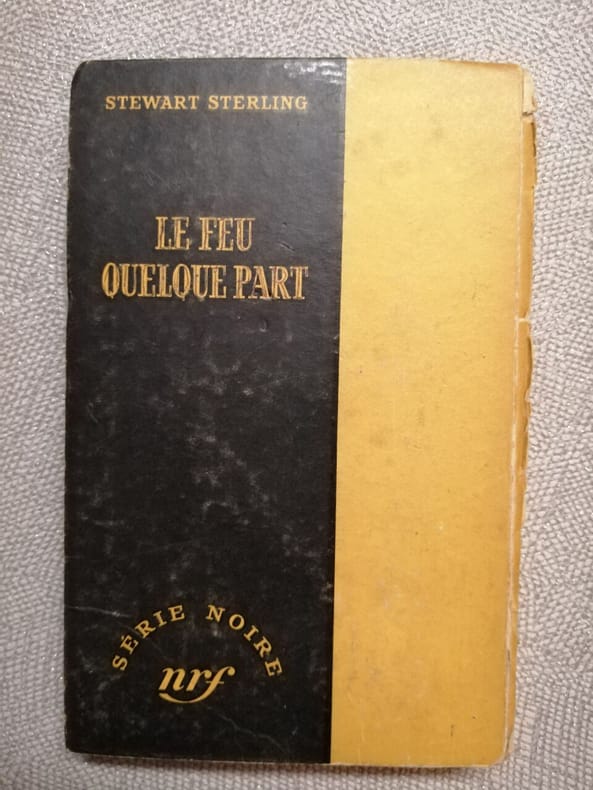 STEWART STERLING
LE FEU
QUELQUE PART
SÉRIE NOIRE
nrf